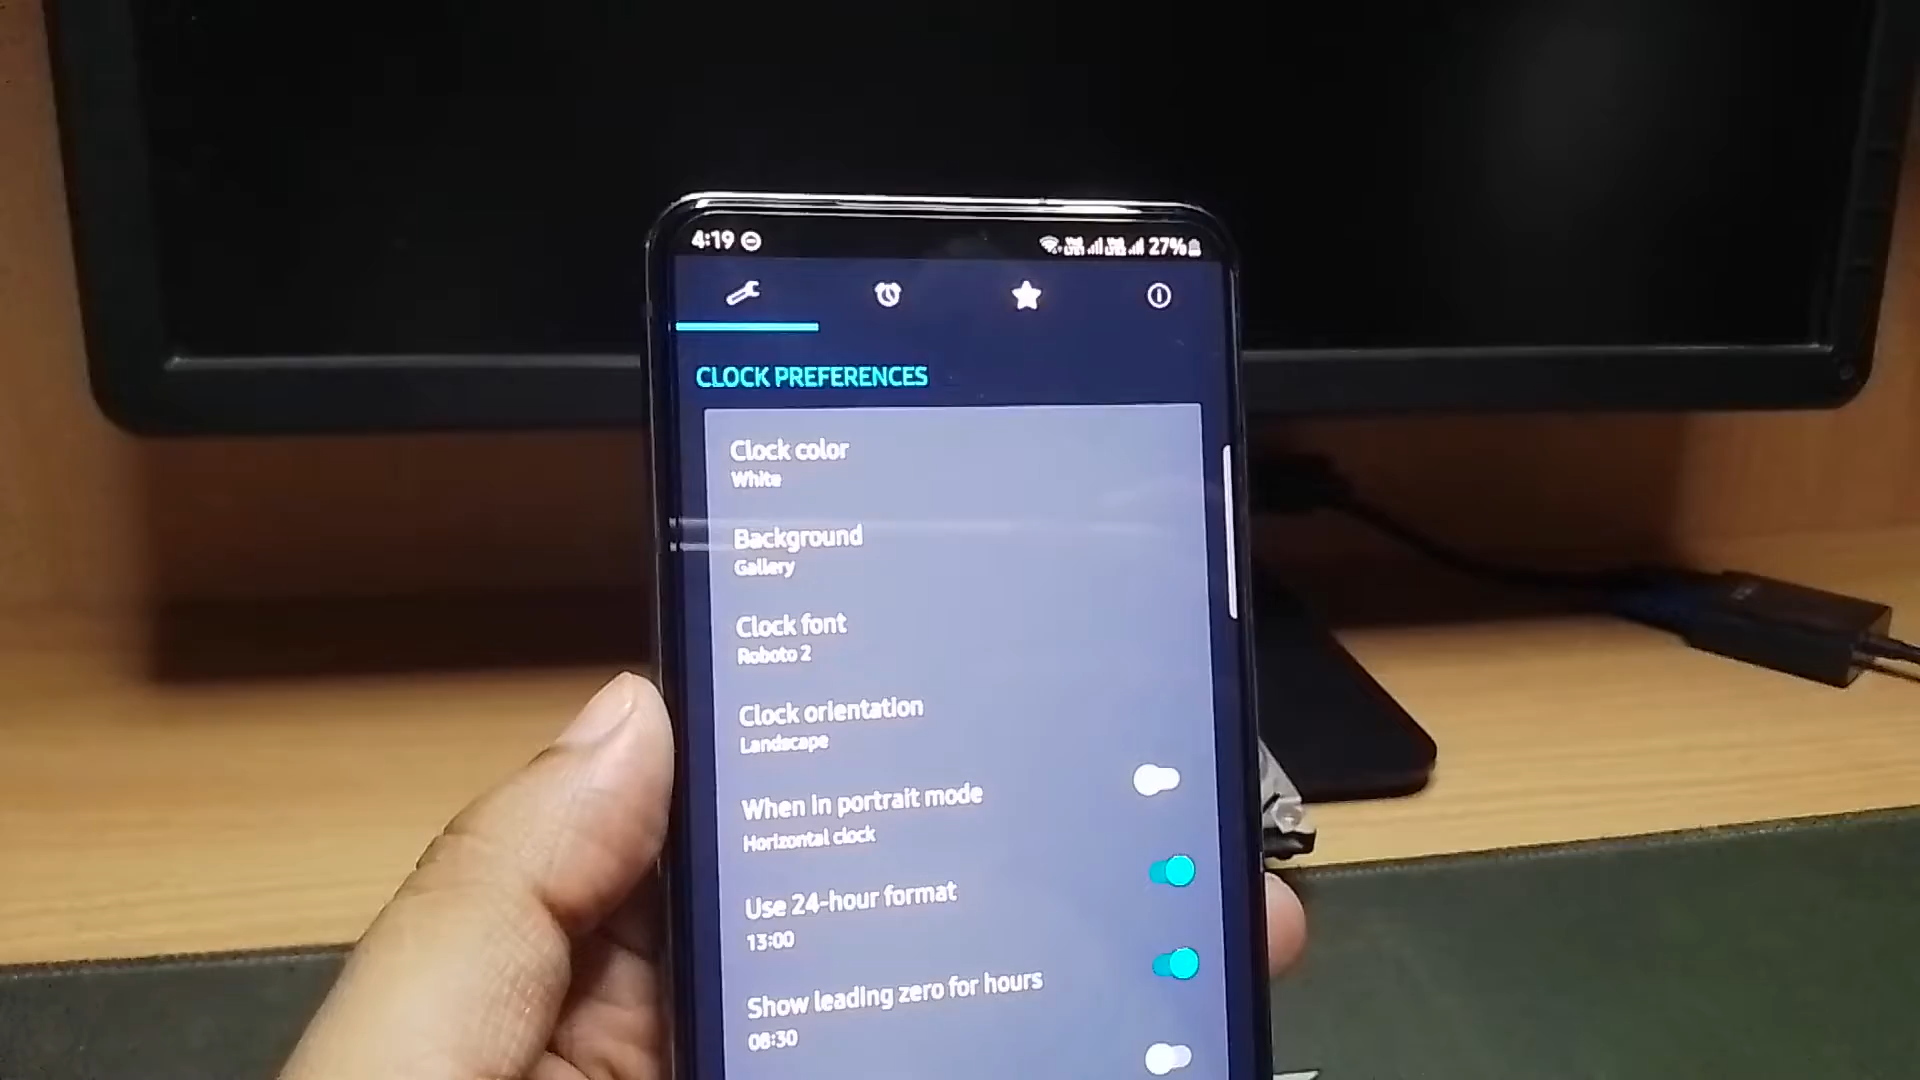 4:19
27%
CLOCK PREFERENCES
Clock color
White
Background
Gallery
Clock font
Roboto 2
Clock orientation
Landscape
When in portrait mode
Horizontal clock
Use 24-hour format
13:00
Show leading zero for hours
08:30